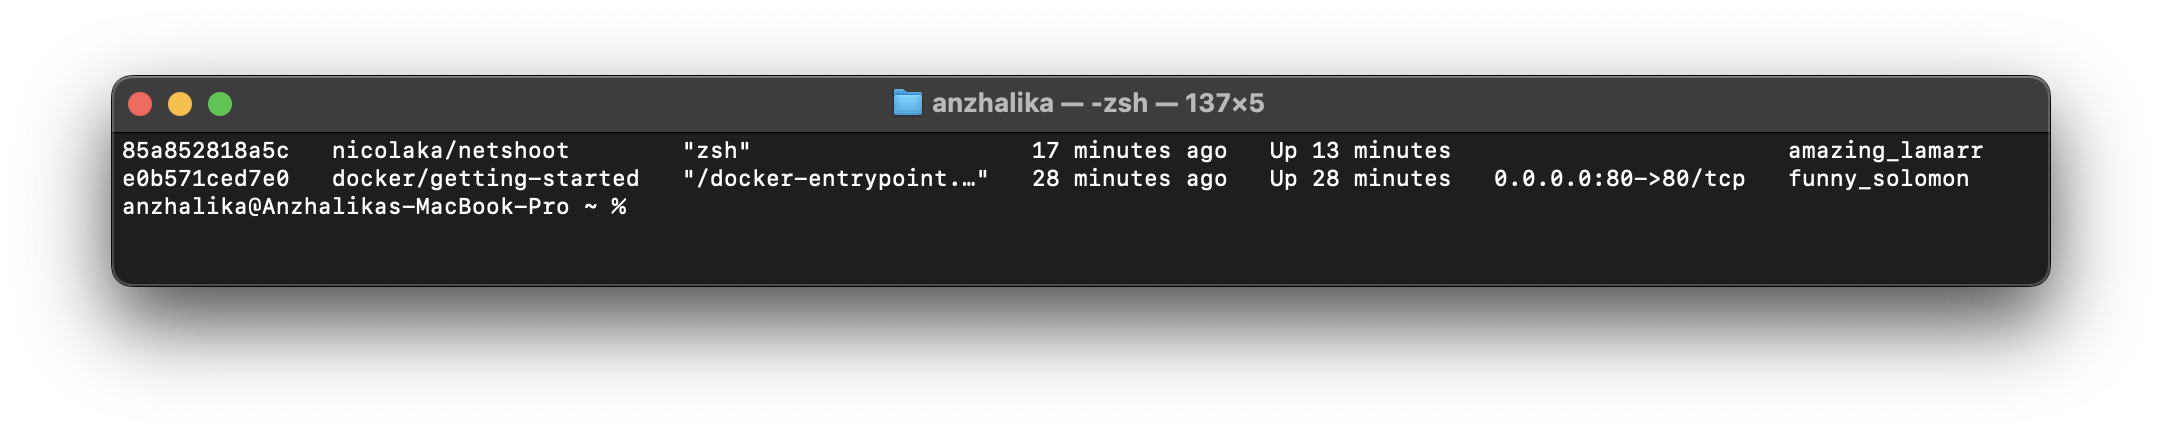 anzhalika — -zsh — 137×5
85a852818a5c   nicolaka/netshoot        "zsh"                    17 minutes ago   Up 13 minutes                        amazing_lamarr
e0b571ced7e0   docker/getting-started   "/docker-entrypoint.…"   28 minutes ago   Up 28 minutes   0.0.0.0:80->80/tcp   funny_solomon
anzhalika@Anzhalikas-MacBook-Pro ~ %